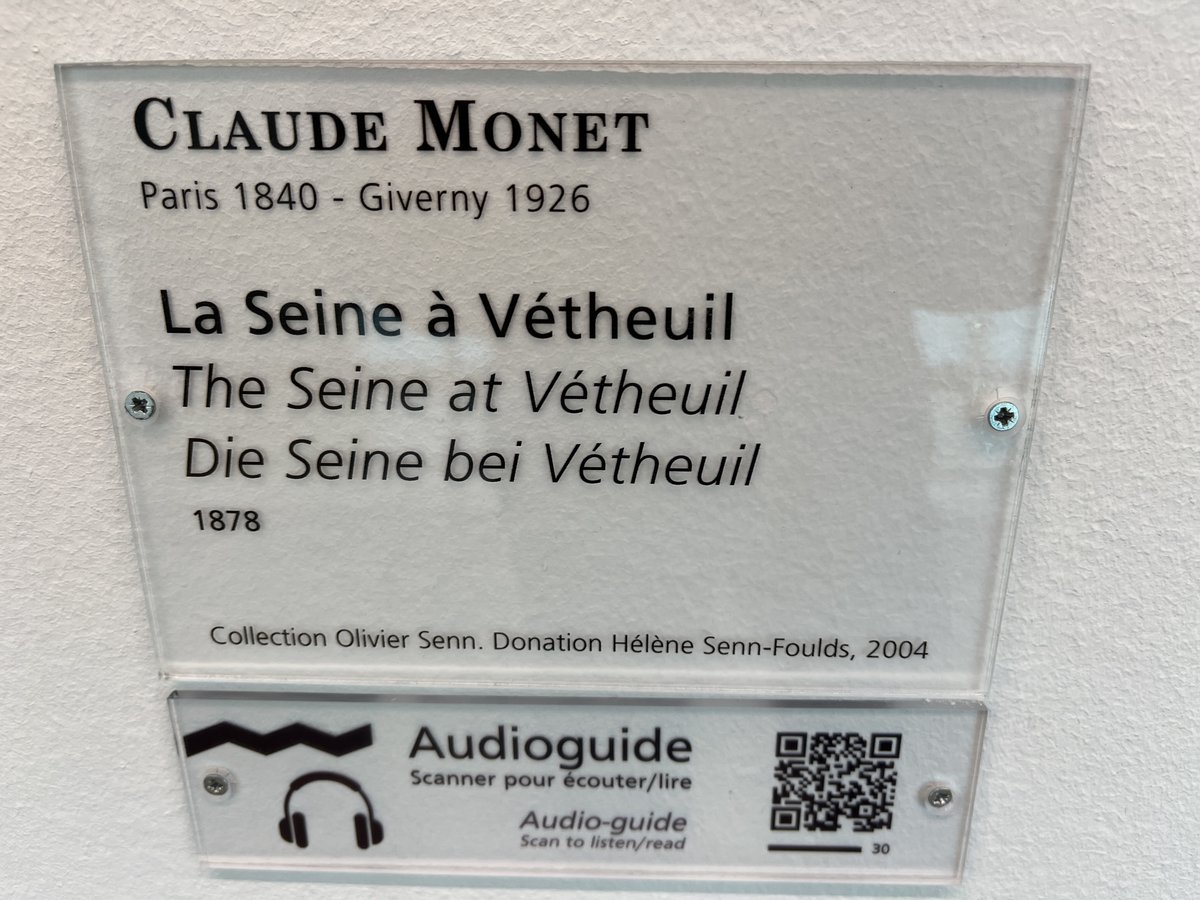 CLAUDE MONET
Paris 1840 - Giverny 1926
La Seine à Vétheuil
The Seine at Vétheuil
Die Seine bei Vétheuil
1878
Collection Olivier Senn. Donation Hélène Senn-Foulds, 2004
Audioguide
Scanner pour écouter/lire
Audio-guide
Scan to listen/read
30